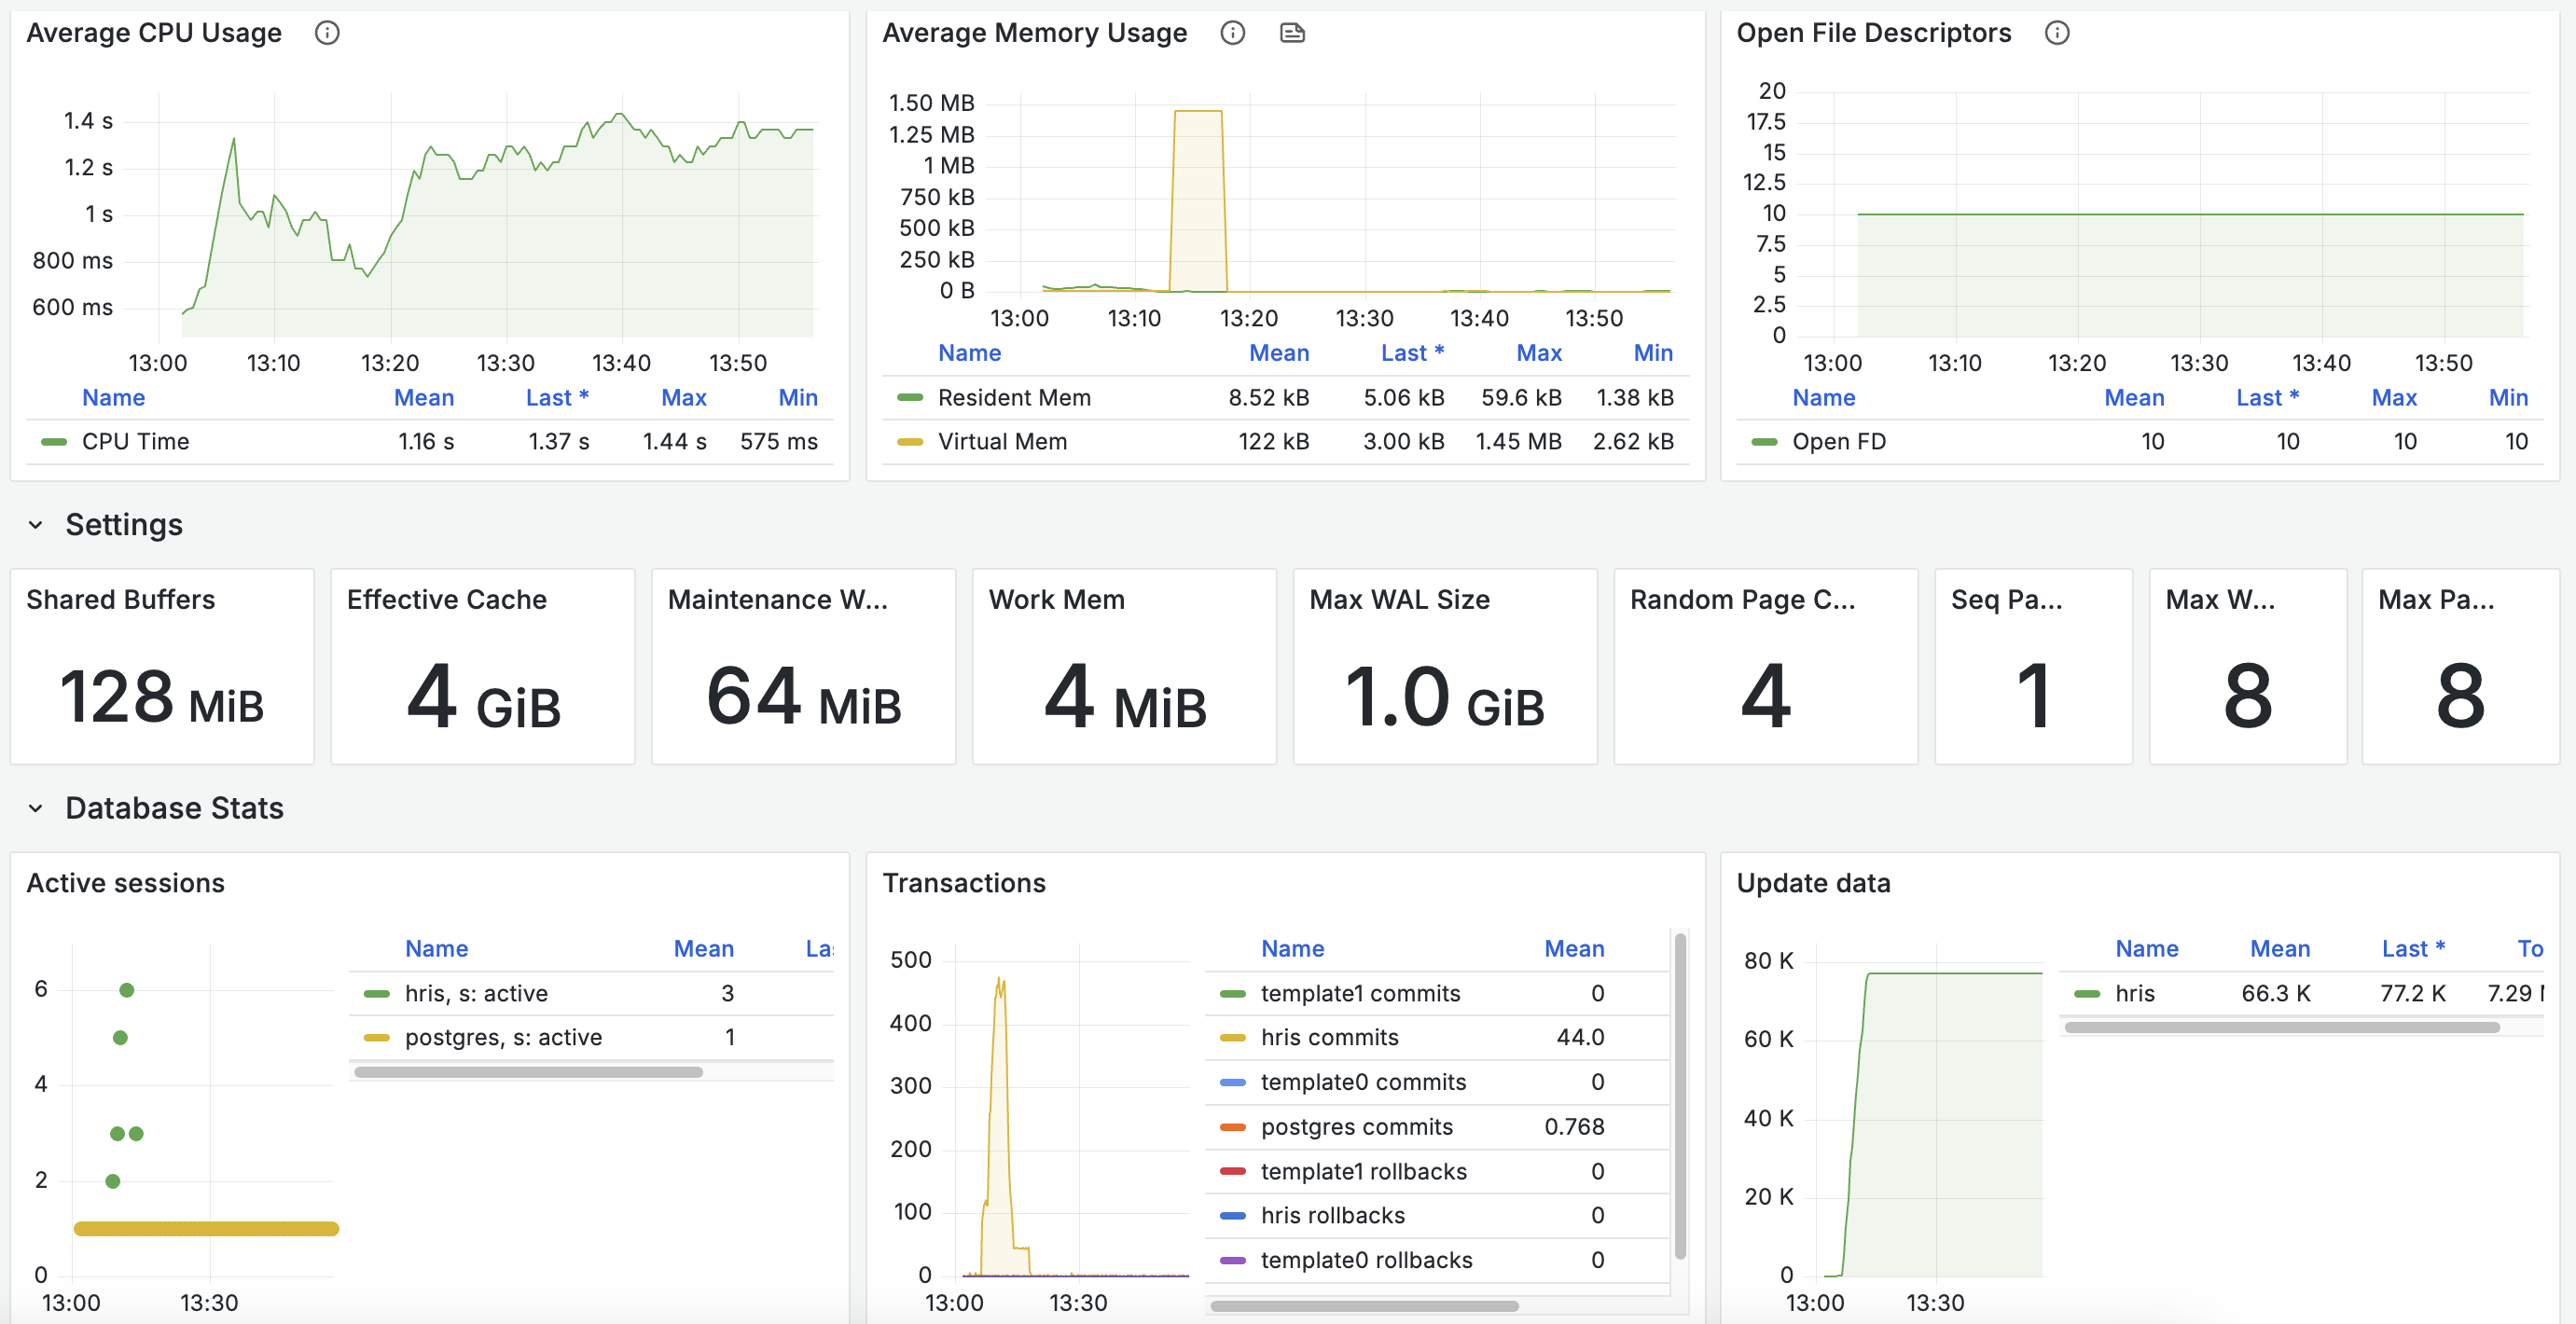 Average CPU Usage
1.4 s
1.2 s
1 s
800 ms
600 ms
13:00 13:10 13:20 13:30 13:40 13:50
Name Mean Last * Max Min
CPU Time 1.16 s 1.37 s 1.44 s 575 ms
Average Memory Usage
1.50 MB
1.25 MB
1 MB
750 kB
500 kB
250 kB
0 B
13:00 13:10 13:20 13:30 13:40 13:50
Name Mean Last * Max Min
Resident Mem 8.52 kB 5.06 kB 59.6 kB 1.38 kB
Virtual Mem 122 kB 3.00 kB 1.45 MB 2.62 kB
Open File Descriptors
20
17.5
15
12.5
10
7.5
5
2.5
0
13:00 13:10 13:20 13:30 13:40 13:50
Name Mean Last * Max Min
Open FD 10 10 10 10
Settings
Shared Buffers
128 MiB
Effective Cache
4 GiB
Maintenance W...
64 MiB
Work Mem
4 MiB
Max WAL Size
1.0 GiB
Random Page C...
4
Seq Pa...
1
Max W...
8
Max Pa...
8
Database Stats
Active sessions
6
4
2
0
13:00 13:30
Name Mean Las
hris, s: active 3
postgres, s: active 1
Transactions
500
400
300
200
100
0
13:00 13:30
Name Mean
template1 commits 0
hris commits 44.0
template0 commits 0
postgres commits 0.768
template1 rollbacks 0
hris rollbacks 0
template0 rollbacks 0
Update data
80 K
60 K
40 K
20 K
0
13:00 13:30
Name Mean Last * To
hris 66.3 K 77.2 K 7.29